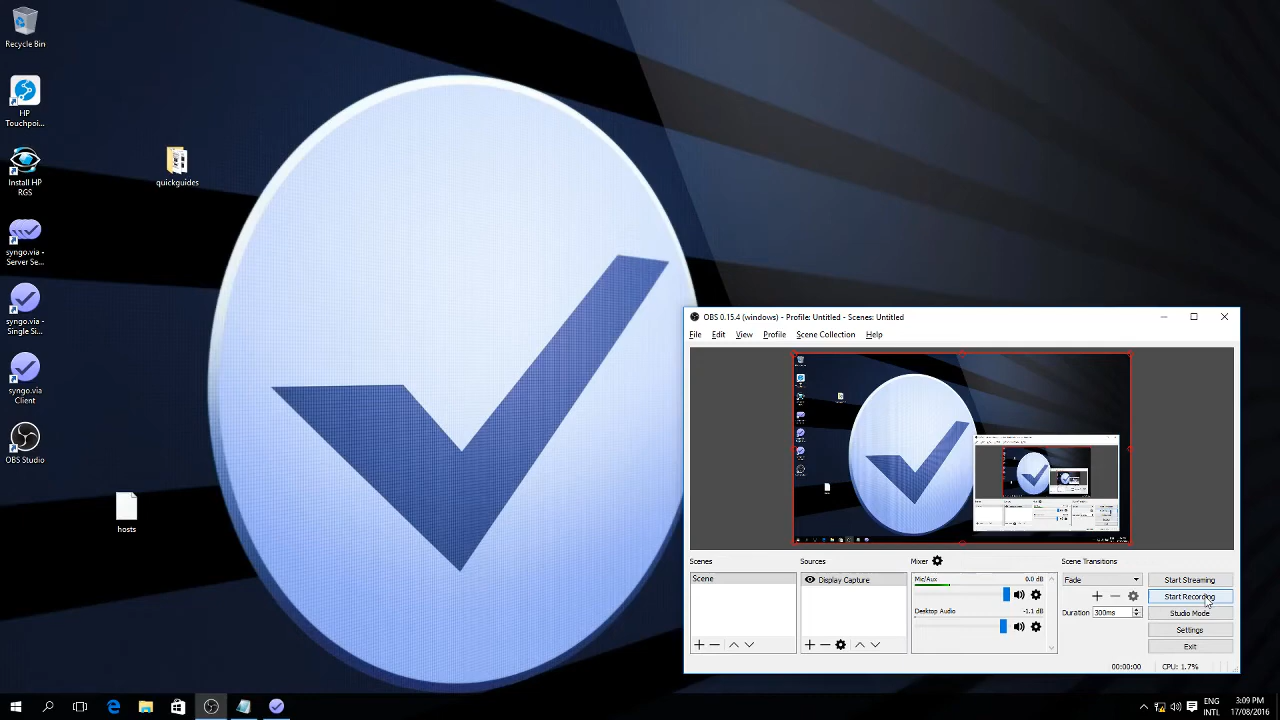 Recycle Bin
HP
Touchpoi...
Install HP
RGS
syngo.via -
Server Se...
syngo.via -
Single Si...
syngo.via
Client
OBS Studio
quickguides
hosts
OBS 0.15.4 (windows) - Profile: Untitled - Scenes: Untitled
File Edit View Profile Scene Collection Help
Scenes
Scene
Sources
Display Capture
Mixer
Mic/Aux 0.0 dB
Desktop Audio -1.1 dB
Scene Transitions
Fade
Duration 300ms
Start Streaming
Start Recording
Studio Mode
Settings
Exit
00:00:00 CPU: 1.7%
ENG
INTL
3:09 PM
17/08/2016